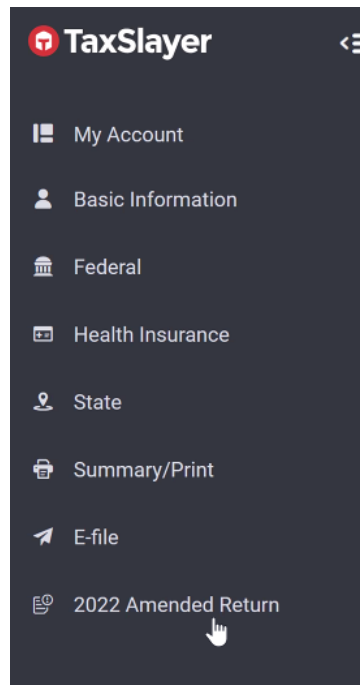 TaxSlayer
My Account
Basic Information
Federal
Health Insurance
State
Summary/Print
E-file
2022 Amended Return